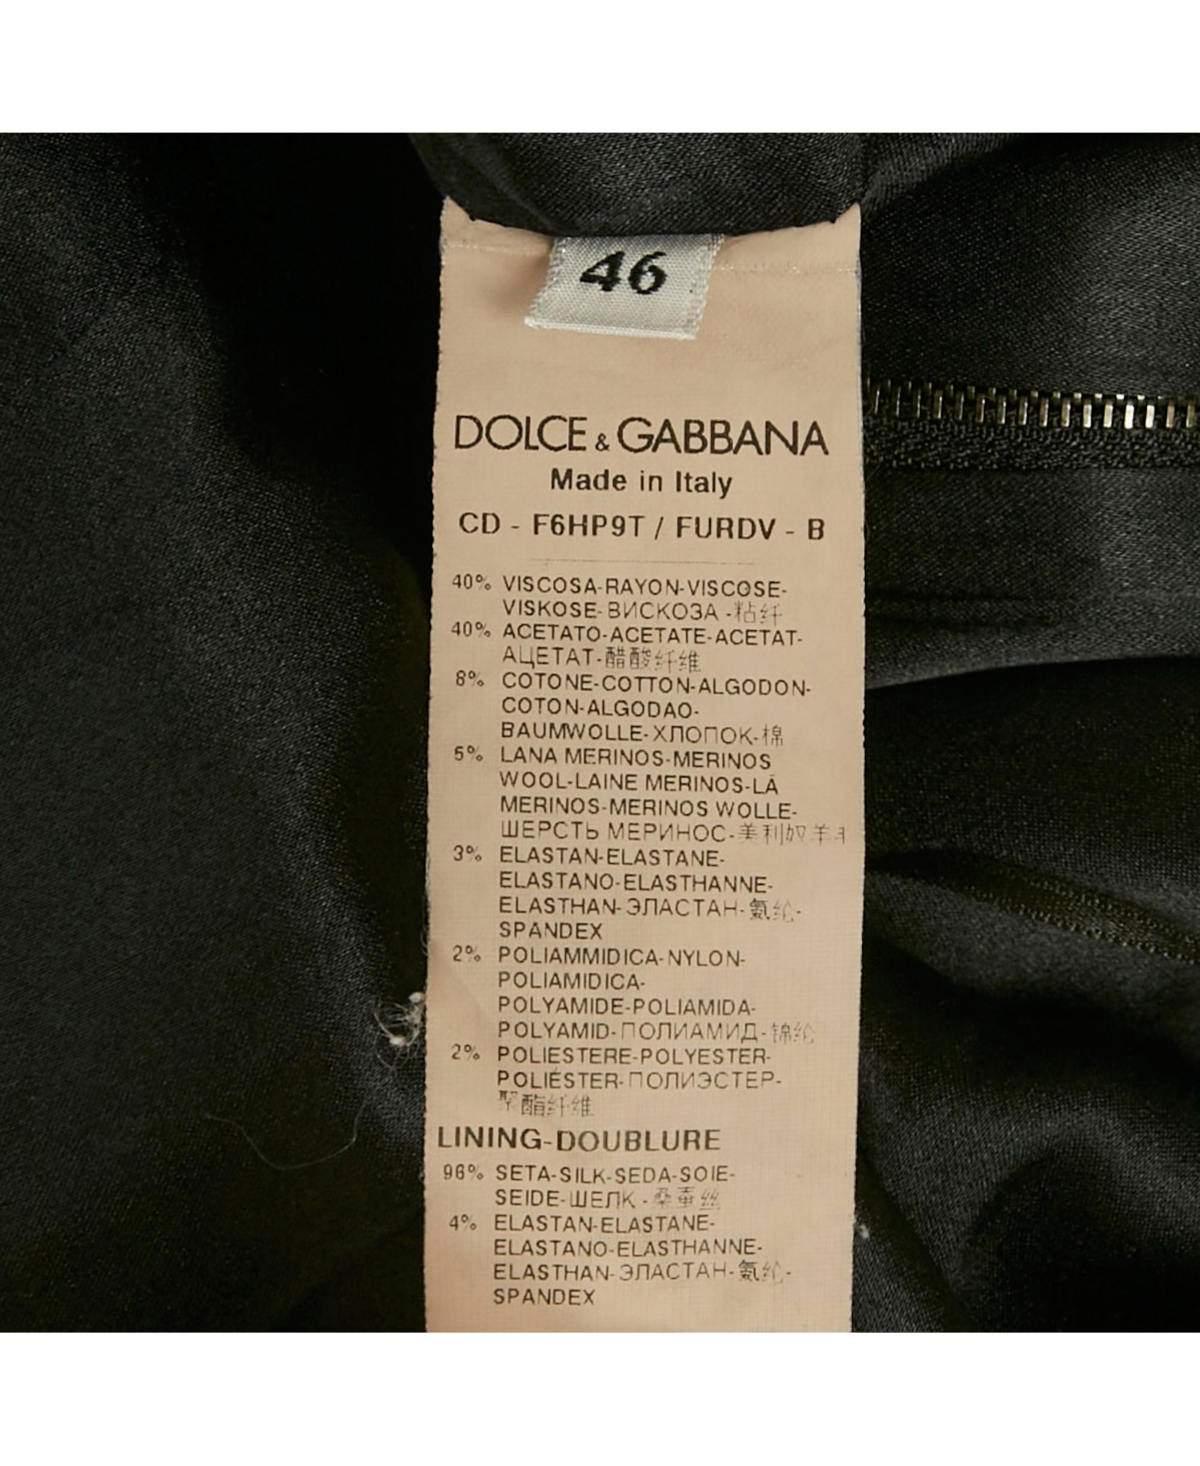 46
DOLCE & GABBANA
Made in Italy
CD - F6HP9T / FURDV - B
40% VISCOSA-RAYON-VISCOSE-
VISKOSE-ВИСКОЗА -粘纤
40% ACETATO-ACETATE-ACETAT-
АЦЕТАТ-醋酸纤维
8% COTONE-COTTON-ALGODON-
COTON-ALGODAO-
BAUMWOLLE-ХЛОПОК-棉
5% LANA MERINOS-MERINOS
WOOL-LAINE MERINOS-LÁ
MERINOS-MERINOS WOLLE-
ШЕРСТЬ МЕРИНОС-美利奴羊
3% ELASTAN-ELASTANE-
ELASTANO-ELASTHANNE-
ELASTHAN-ЭЛАСТАН-氨纶-
SPANDEX
2% POLIAMMIDICA-NYLON-
POLIAMIDICA-
POLYAMIDE-POLIAMIDA-
POLYAMID-ПОЛИАМИД-锦纶
2% POLIESTERE-POLYESTER-
POLIÉSTER-ПОЛИЭСТЕР-
聚酯纤维
LINING-DOUBLURE
96% SETA-SILK-SEDA-SOIE-
SEIDE-ШЕЛК -桑蚕丝
4% ELASTAN-ELASTANE-
ELASTANO-ELASTHANNE-
ELASTHAN-ЭЛАСТАН-氨纶-
SPANDEX